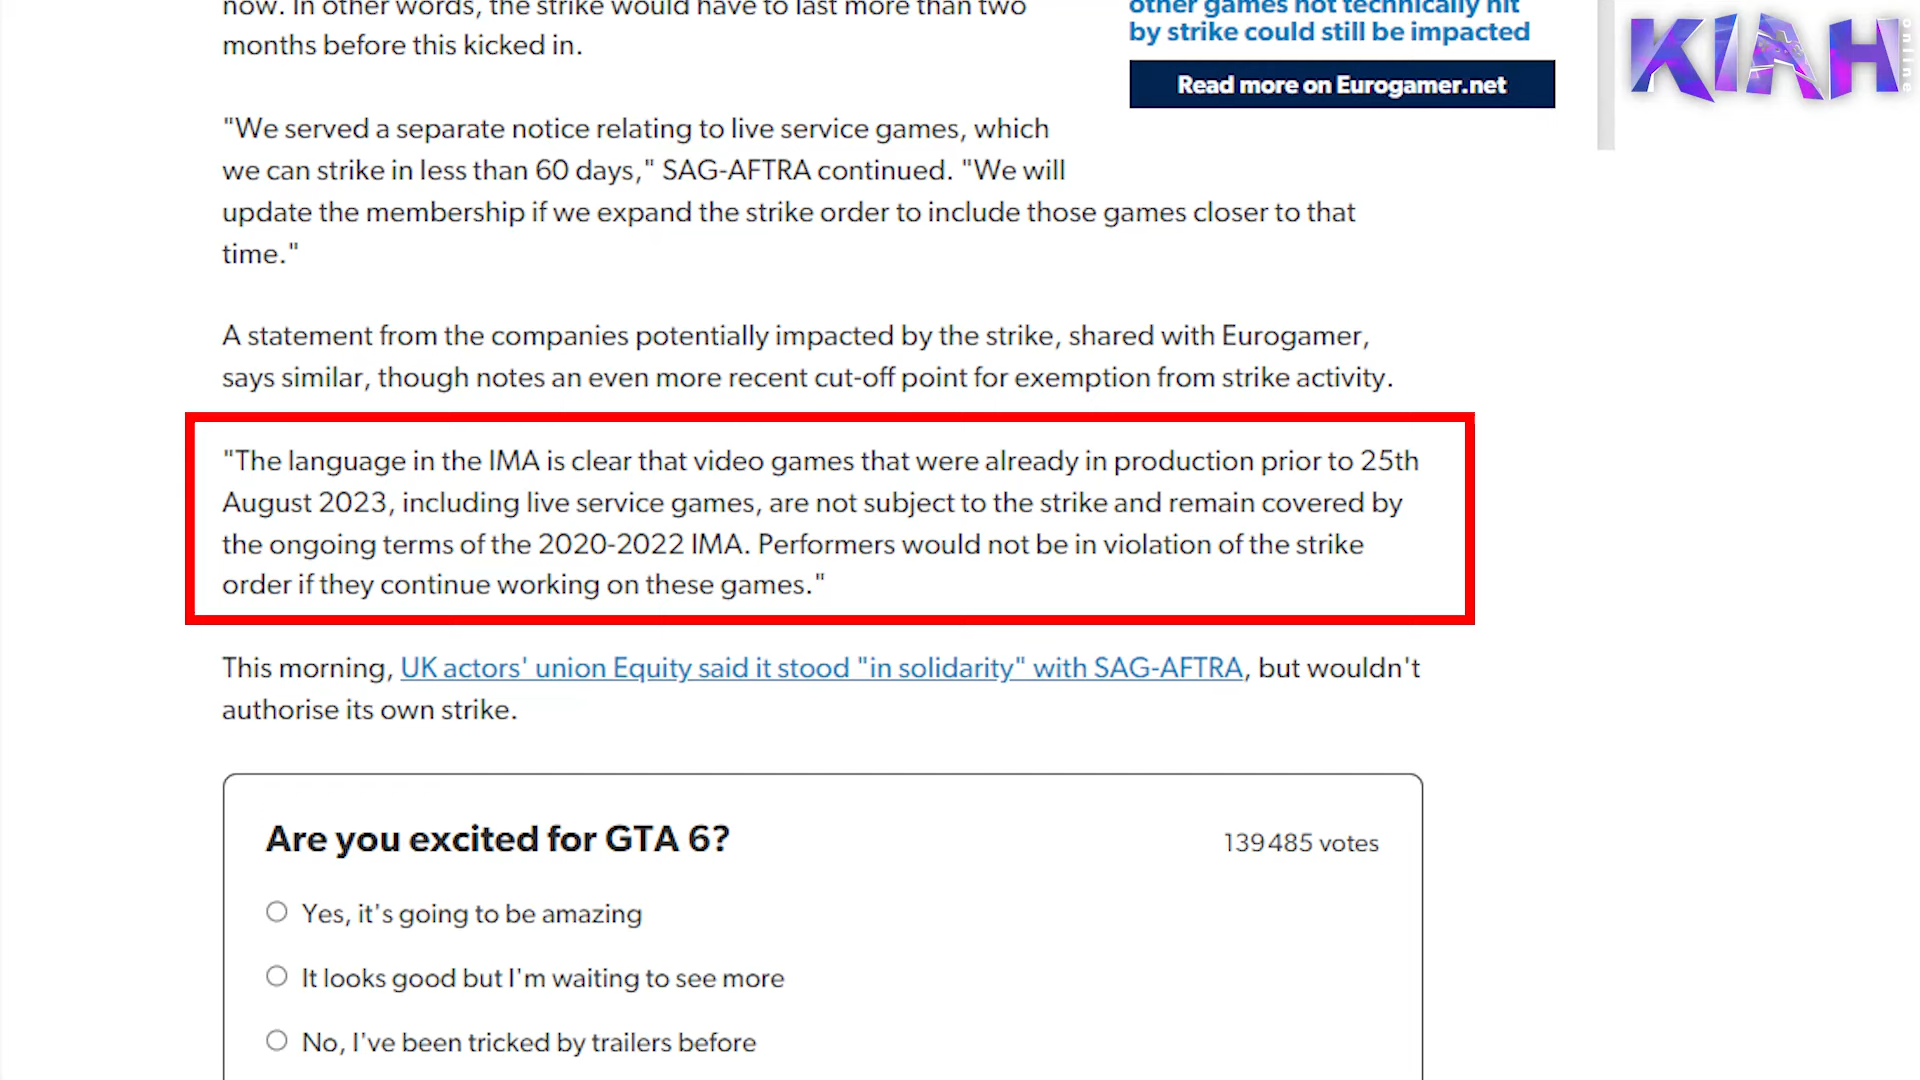 now. In other words, the strike would have to last more than two
months before this kicked in.
other games not technically hit
by strike could still be impacted
Read more on Eurogamer.net
KIAH
online
"We served a separate notice relating to live service games, which
we can strike in less than 60 days," SAG-AFTRA continued. "We will
update the membership if we expand the strike order to include those games closer to that
time."
A statement from the companies potentially impacted by the strike, shared with Eurogamer,
says similar, though notes an even more recent cut-off point for exemption from strike activity.
"The language in the IMA is clear that video games that were already in production prior to 25th
August 2023, including live service games, are not subject to the strike and remain covered by
the ongoing terms of the 2020-2022 IMA. Performers would not be in violation of the strike
order if they continue working on these games."
This morning, UK actors' union Equity said it stood "in solidarity" with SAG-AFTRA, but wouldn't
authorise its own strike.
Are you excited for GTA 6?
139485 votes
Yes, it's going to be amazing
It looks good but I'm waiting to see more
No, I've been tricked by trailers before